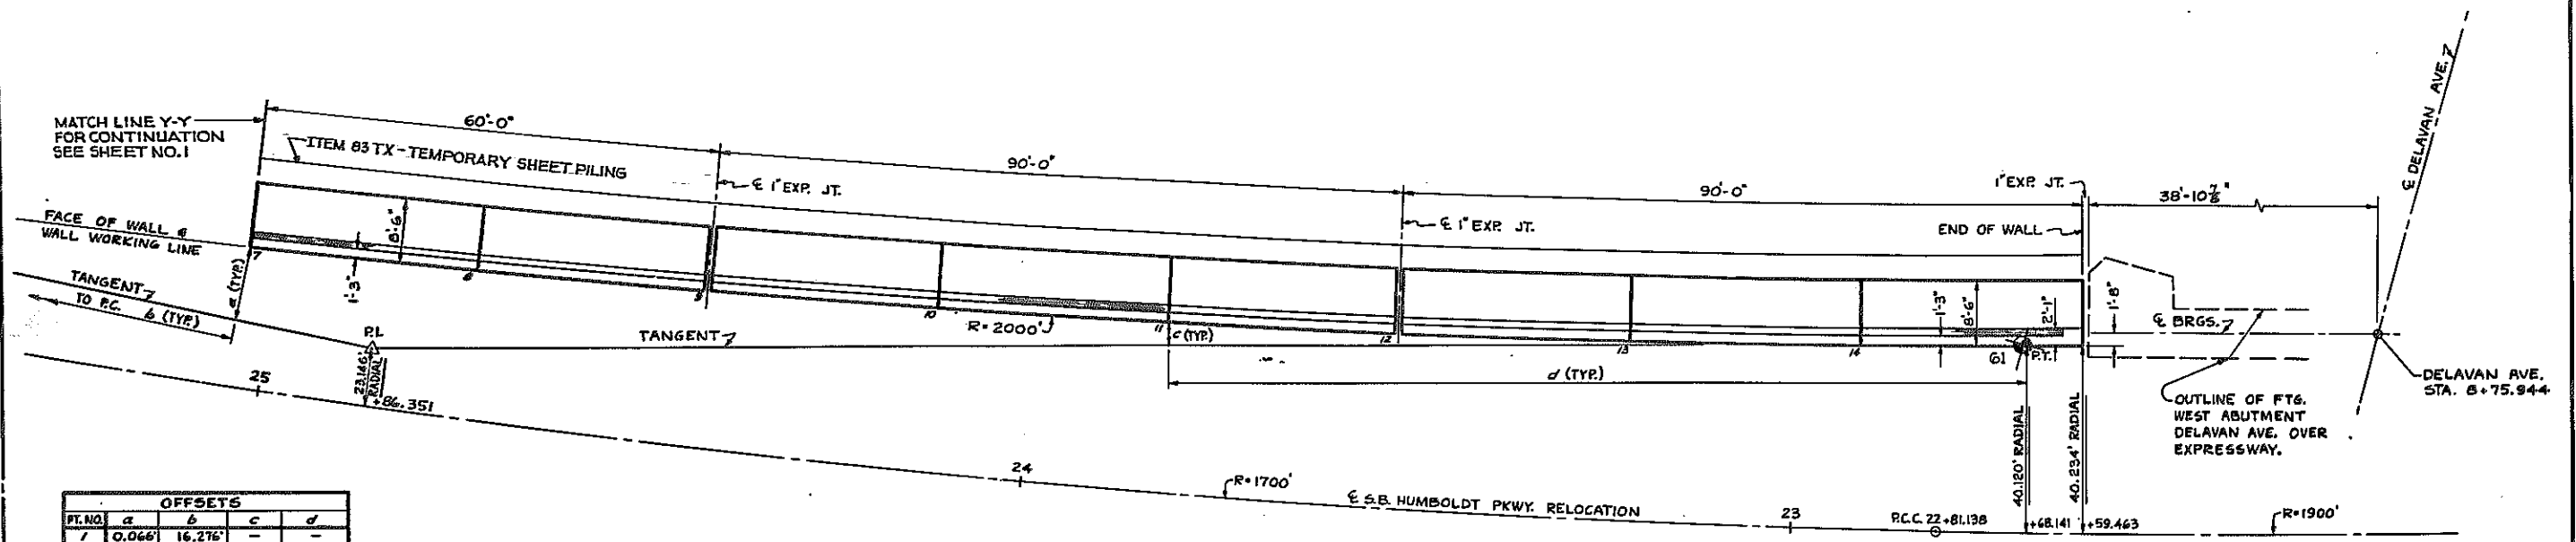 MATCH LINE Y-Y
FOR CONTINUATION
SEE SHEET NO.1
60'-0"
ITEM 83 TX-TEMPORARY SHEET PILING
℄ 1" EXP. JT.
90'-0"
℄ 1" EXP. JT.
90'-0"
1" EXP. JT.
38'-10 7/8"
℄ DELAVAN AVE.
END OF WALL
FACE OF WALL &
WALL WORKING LINE
8'-6"
1'-3"
7
8
9
10
11
12
13
14
R=2000'
c (TYP.)
1'-3"
8'-6"
2'-1"
1'-8"
℄ BRGS.
TANGENT
TO P.C.
b (TYP.)
a (TYP.)
P.I.
TANGENT
d (TYP.)
61
P.T.
DELAVAN AVE.
STA. 8+75.944
OUTLINE OF FTG.
WEST ABUTMENT
DELAVAN AVE. OVER
EXPRESSWAY.
25
23.166'
RADIAL
+86.351
24
R=1700'
℄ S.B. HUMBOLDT PKWY. RELOCATION
23
P.C.C. 22+81.138
40.120' RADIAL
40.234' RADIAL
+68.141
+59.463
R=1900'
OFFSETS
PT. NO. a b c d
1 0.066' 16.276' - -